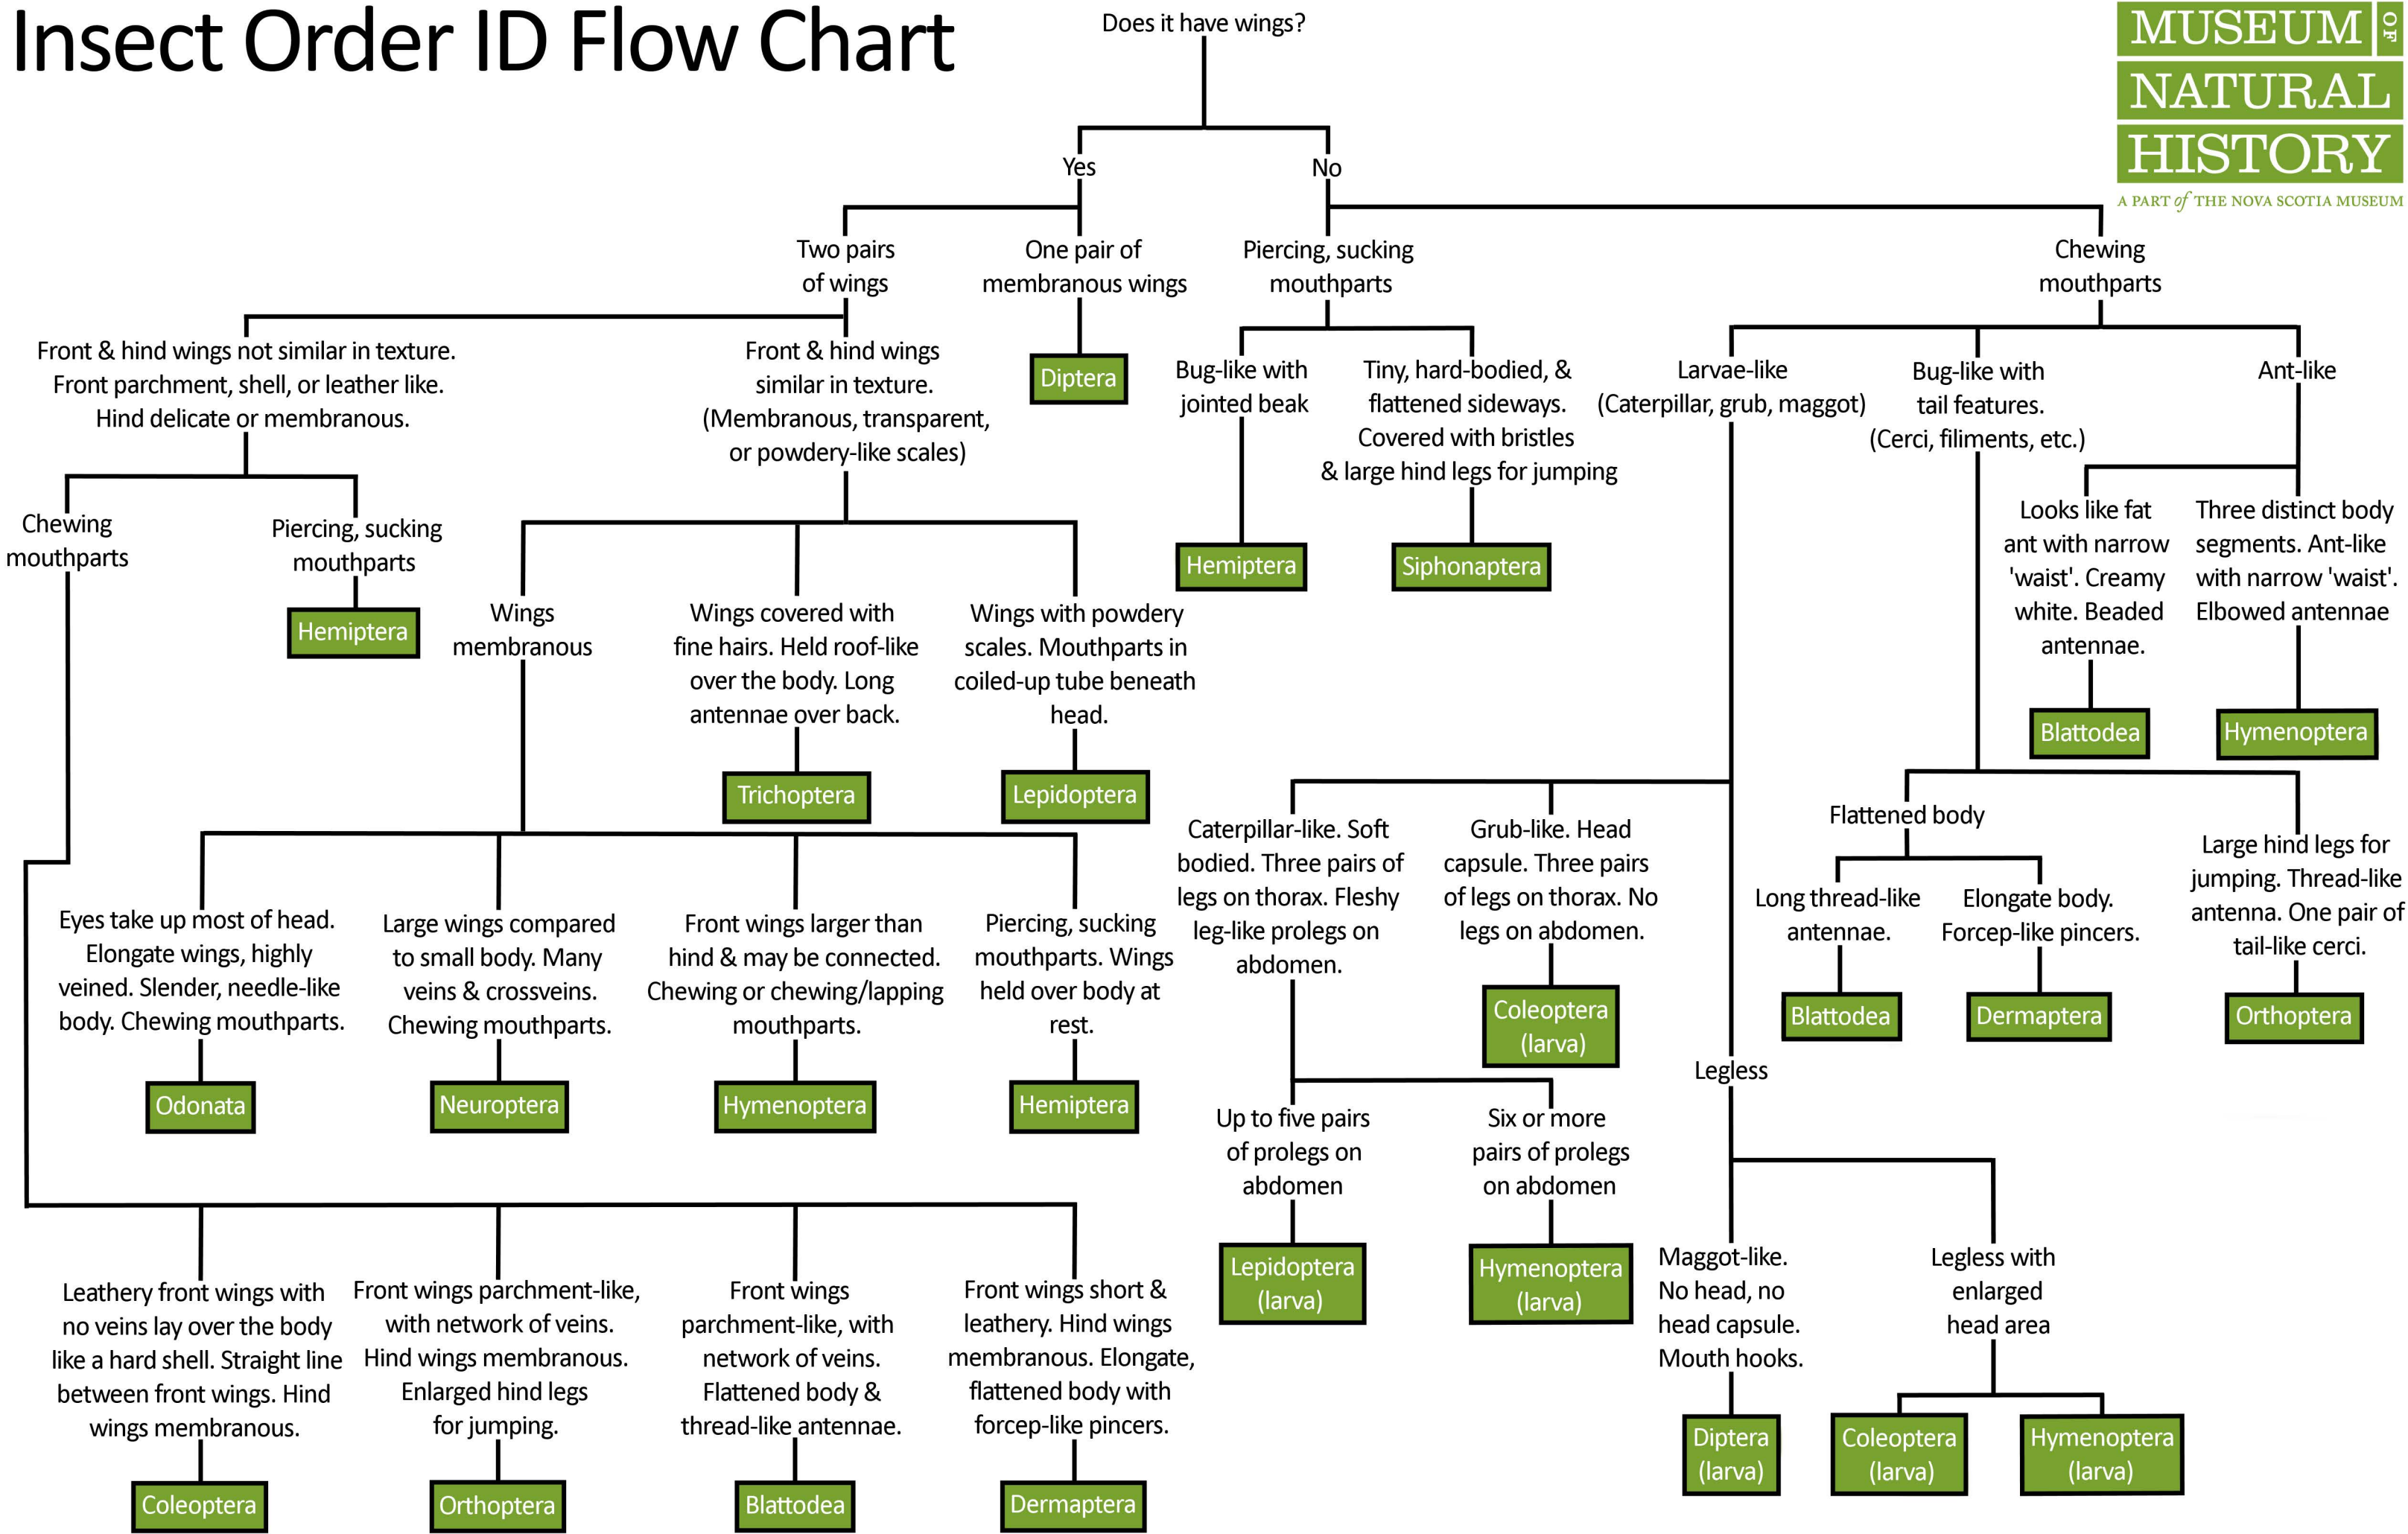 Insect Order ID Flow Chart
MUSEUM OF
NATURAL
HISTORY
A PART of THE NOVA SCOTIA MUSEUM
Does it have wings?
Yes
No
Two pairs
of wings
One pair of
membranous wings
Piercing, sucking
mouthparts
Chewing
mouthparts
Front & hind wings not similar in texture.
Front parchment, shell, or leather like.
Hind delicate or membranous.
Front & hind wings
similar in texture.
(Membranous, transparent,
or powdery-like scales)
Diptera
Bug-like with
jointed beak
Tiny, hard-bodied, &
flattened sideways.
Covered with bristles
& large hind legs for jumping
Larvae-like
(Caterpillar, grub, maggot)
Bug-like with
tail features.
(Cerci, filiments, etc.)
Ant-like
Chewing
mouthparts
Piercing, sucking
mouthparts
Hemiptera
Wings
membranous
Wings covered with
fine hairs. Held roof-like
over the body. Long
antennae over back.
Wings with powdery
scales. Mouthparts in
coiled-up tube beneath
head.
Hemiptera
Siphonaptera
Looks like fat
ant with narrow
'waist'. Creamy
white. Beaded
antennae.
Three distinct body
segments. Ant-like
with narrow 'waist'.
Elbowed antennae
Blattodea
Hymenoptera
Trichoptera
Lepidoptera
Eyes take up most of head.
Elongate wings, highly
veined. Slender, needle-like
body. Chewing mouthparts.
Large wings compared
to small body. Many
veins & crossveins.
Chewing mouthparts.
Front wings larger than
hind & may be connected.
Chewing or chewing/lapping
mouthparts.
Piercing, sucking
mouthparts. Wings
held over body at
rest.
Odonata
Neuroptera
Hymenoptera
Hemiptera
Caterpillar-like. Soft
bodied. Three pairs of
legs on thorax. Fleshy
leg-like prolegs on
abdomen.
Grub-like. Head
capsule. Three pairs
of legs on thorax. No
legs on abdomen.
Coleoptera
(larva)
Flattened body
Long thread-like
antennae.
Elongate body.
Forcep-like pincers.
Large hind legs for
jumping. Thread-like
antenna. One pair of
tail-like cerci.
Blattodea
Dermaptera
Orthoptera
Legless
Up to five pairs
of prolegs on
abdomen
Six or more
pairs of prolegs
on abdomen
Lepidoptera
(larva)
Hymenoptera
(larva)
Maggot-like.
No head, no
head capsule.
Mouth hooks.
Legless with
enlarged
head area
Diptera
(larva)
Coleoptera
(larva)
Hymenoptera
(larva)
Leathery front wings with
no veins lay over the body
like a hard shell. Straight line
between front wings. Hind
wings membranous.
Front wings parchment-like,
with network of veins.
Hind wings membranous.
Enlarged hind legs
for jumping.
Front wings
parchment-like, with
network of veins.
Flattened body &
thread-like antennae.
Front wings short &
leathery. Hind wings
membranous. Elongate,
flattened body with
forcep-like pincers.
Coleoptera
Orthoptera
Blattodea
Dermaptera